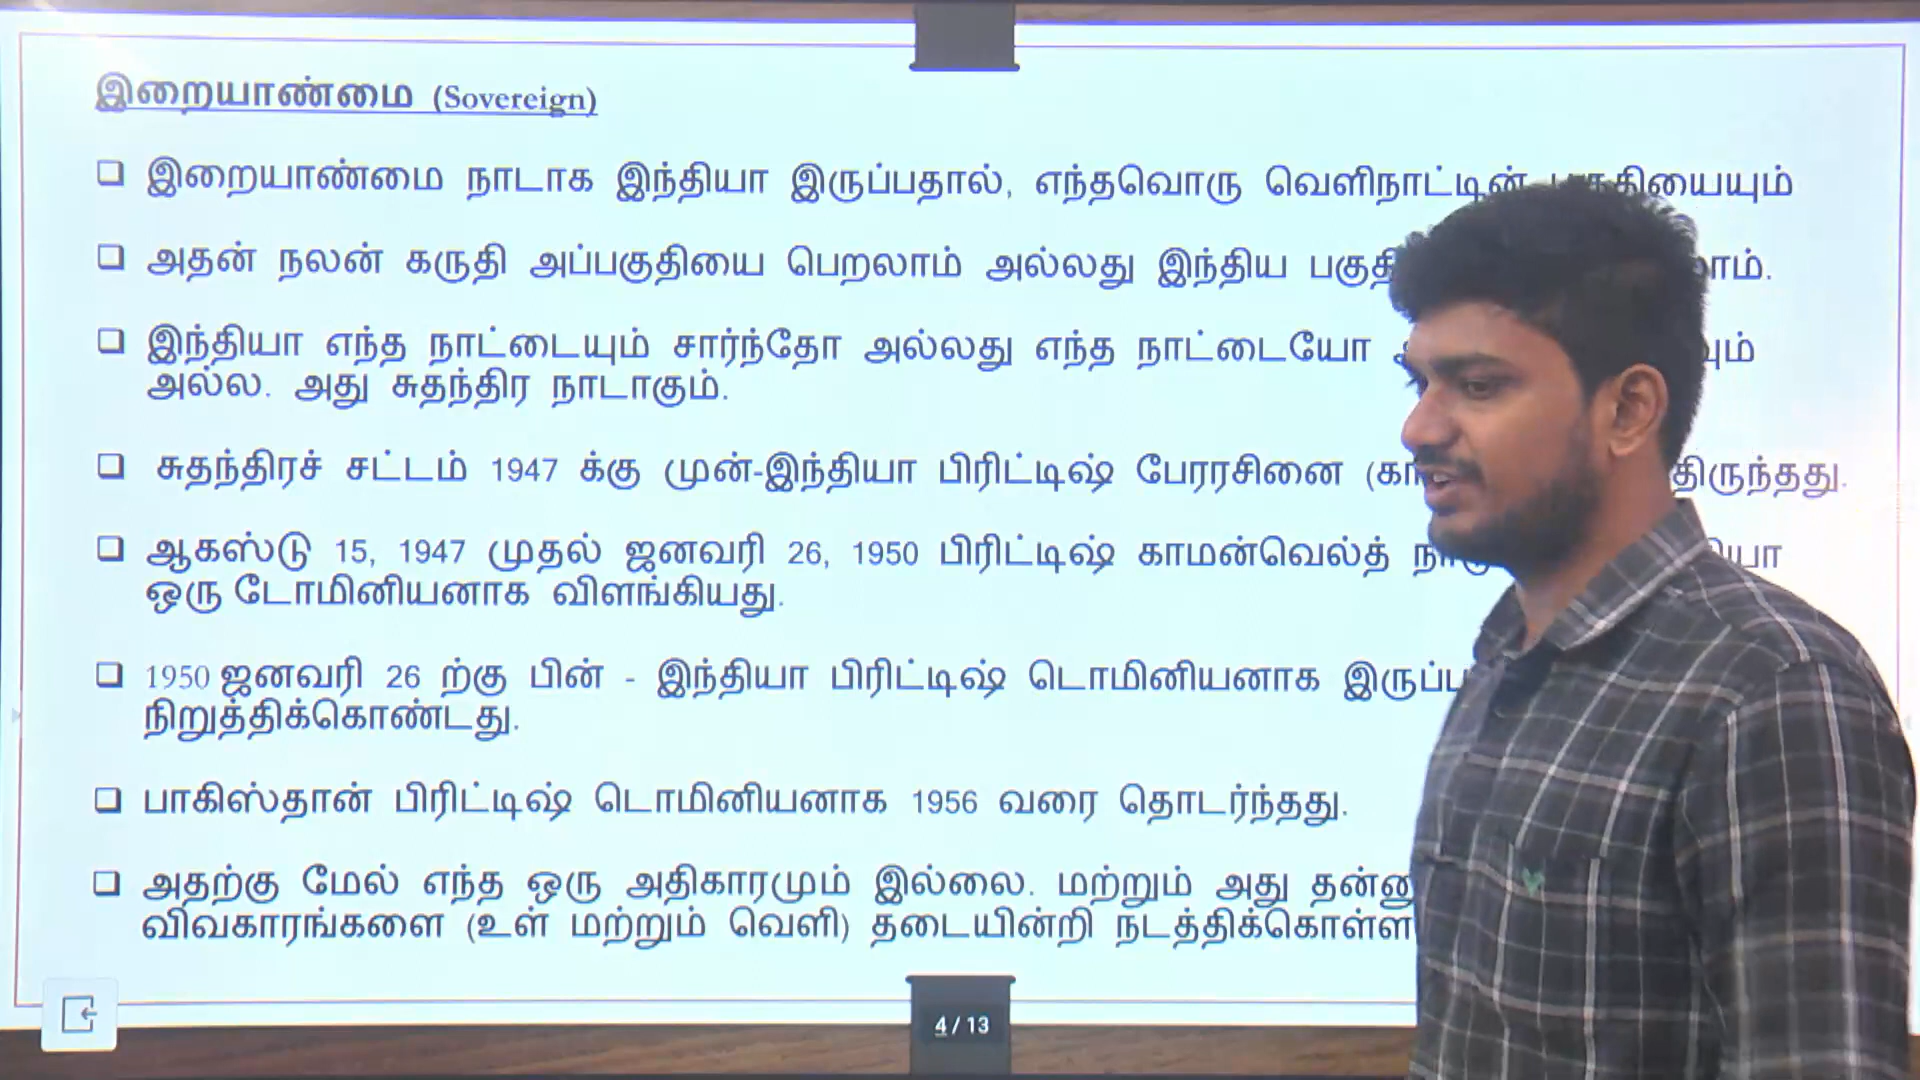 இறையாண்மை (Sovereign)
❑ இறையாண்மை நாடாக இந்தியா இருப்பதால், எந்தவொரு வெளிநாட்டின்
❑ அதன் நலன் கருதி அப்பகுதியை பெறலாம் அல்லது இந்திய
❑ இந்தியா எந்த நாட்டையும் சார்ந்தோ அல்லது எந்த நாட்டையோ
அல்ல. அது சுதந்திர நாடாகும்.
❑ சுதந்திரச் சட்டம் 1947 க்கு முன்-இந்தியா பிரிட்டிஷ் பேரரசினை
❑ ஆகஸ்டு 15, 1947 முதல் ஜனவரி 26, 1950 பிரிட்டிஷ் காமன்வெல்த்
ஒரு டோமினியனாக விளங்கியது.
❑ 1950 ஜனவரி 26 ற்கு பின் - இந்தியா பிரிட்டிஷ் டொமினியனாக
நிறுத்திக்கொண்டது.
❑ பாகிஸ்தான் பிரிட்டிஷ் டொமினியனாக 1956 வரை தொடர்ந்தது.
❑ அதற்கு மேல் எந்த ஒரு அதிகாரமும் இல்லை. மற்றும் அது
விவகாரங்களை (உள் மற்றும் வெளி) தடையின்றி நடத்திக்கொள்ள
4 / 13